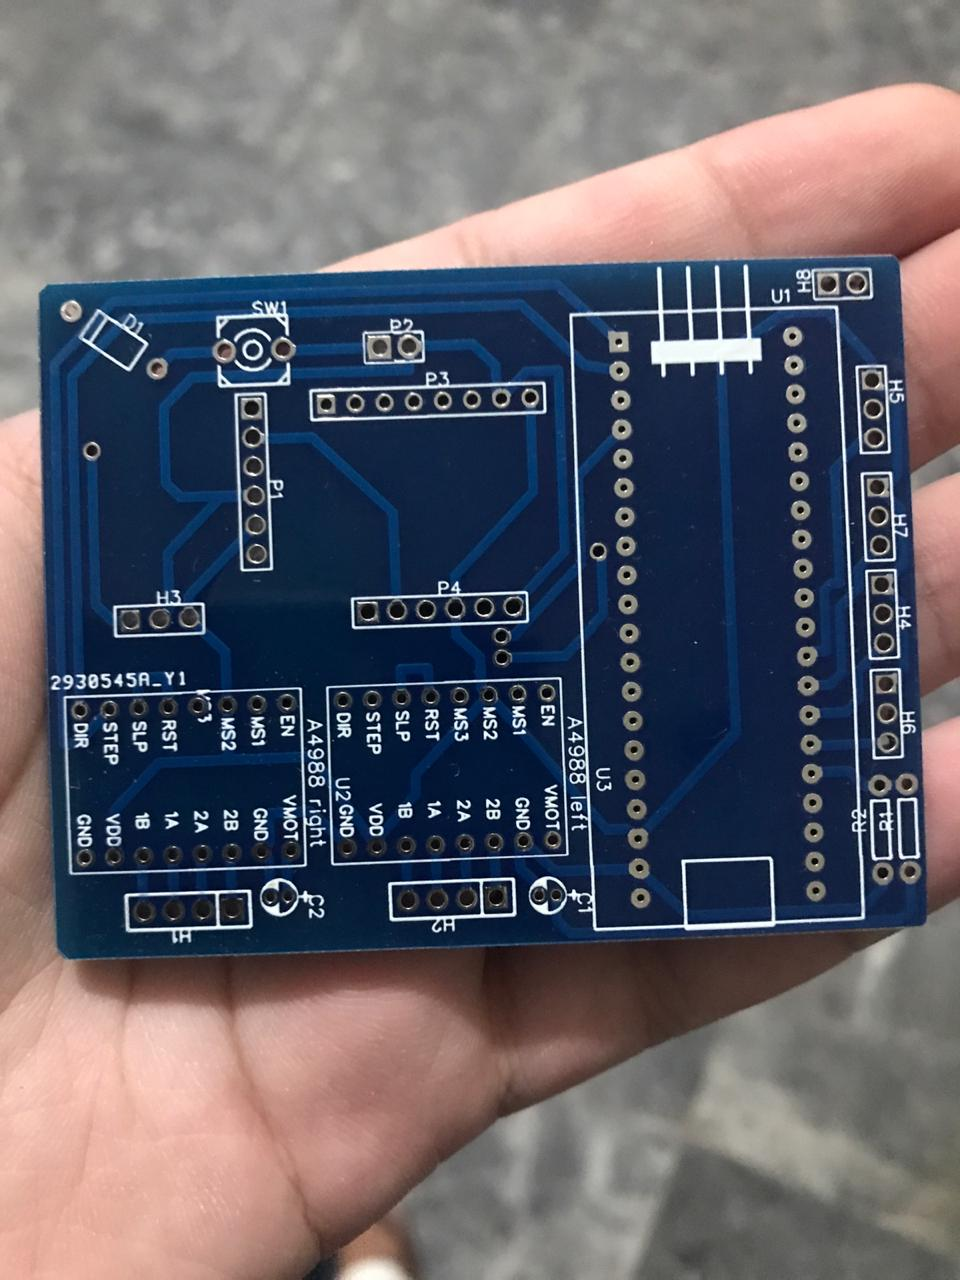 H8
U1
SW1
D1
P2
P3
H5
P1
H7
P4
H3
H4
2930545A_Y1
H6
DIR STEP SLP RST MS2 MS1 EN
A4988 right
GND VDD 1B 1A 2A 2B GND VMOT
DIR STEP SLP RST MS3 MS2 MS1 EN
A4988 left
U2 GND VDD 1B 1A 2A 2B GND VMOT
U3
R2
R1
H1
C2
H2
C1